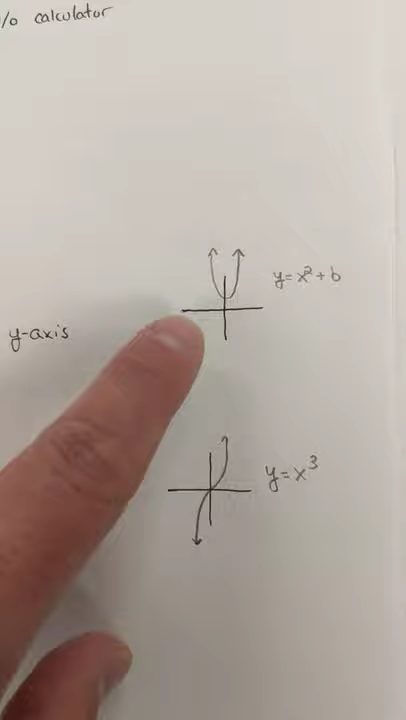 /o calculator
y=x²+b
y-axis
y=x³